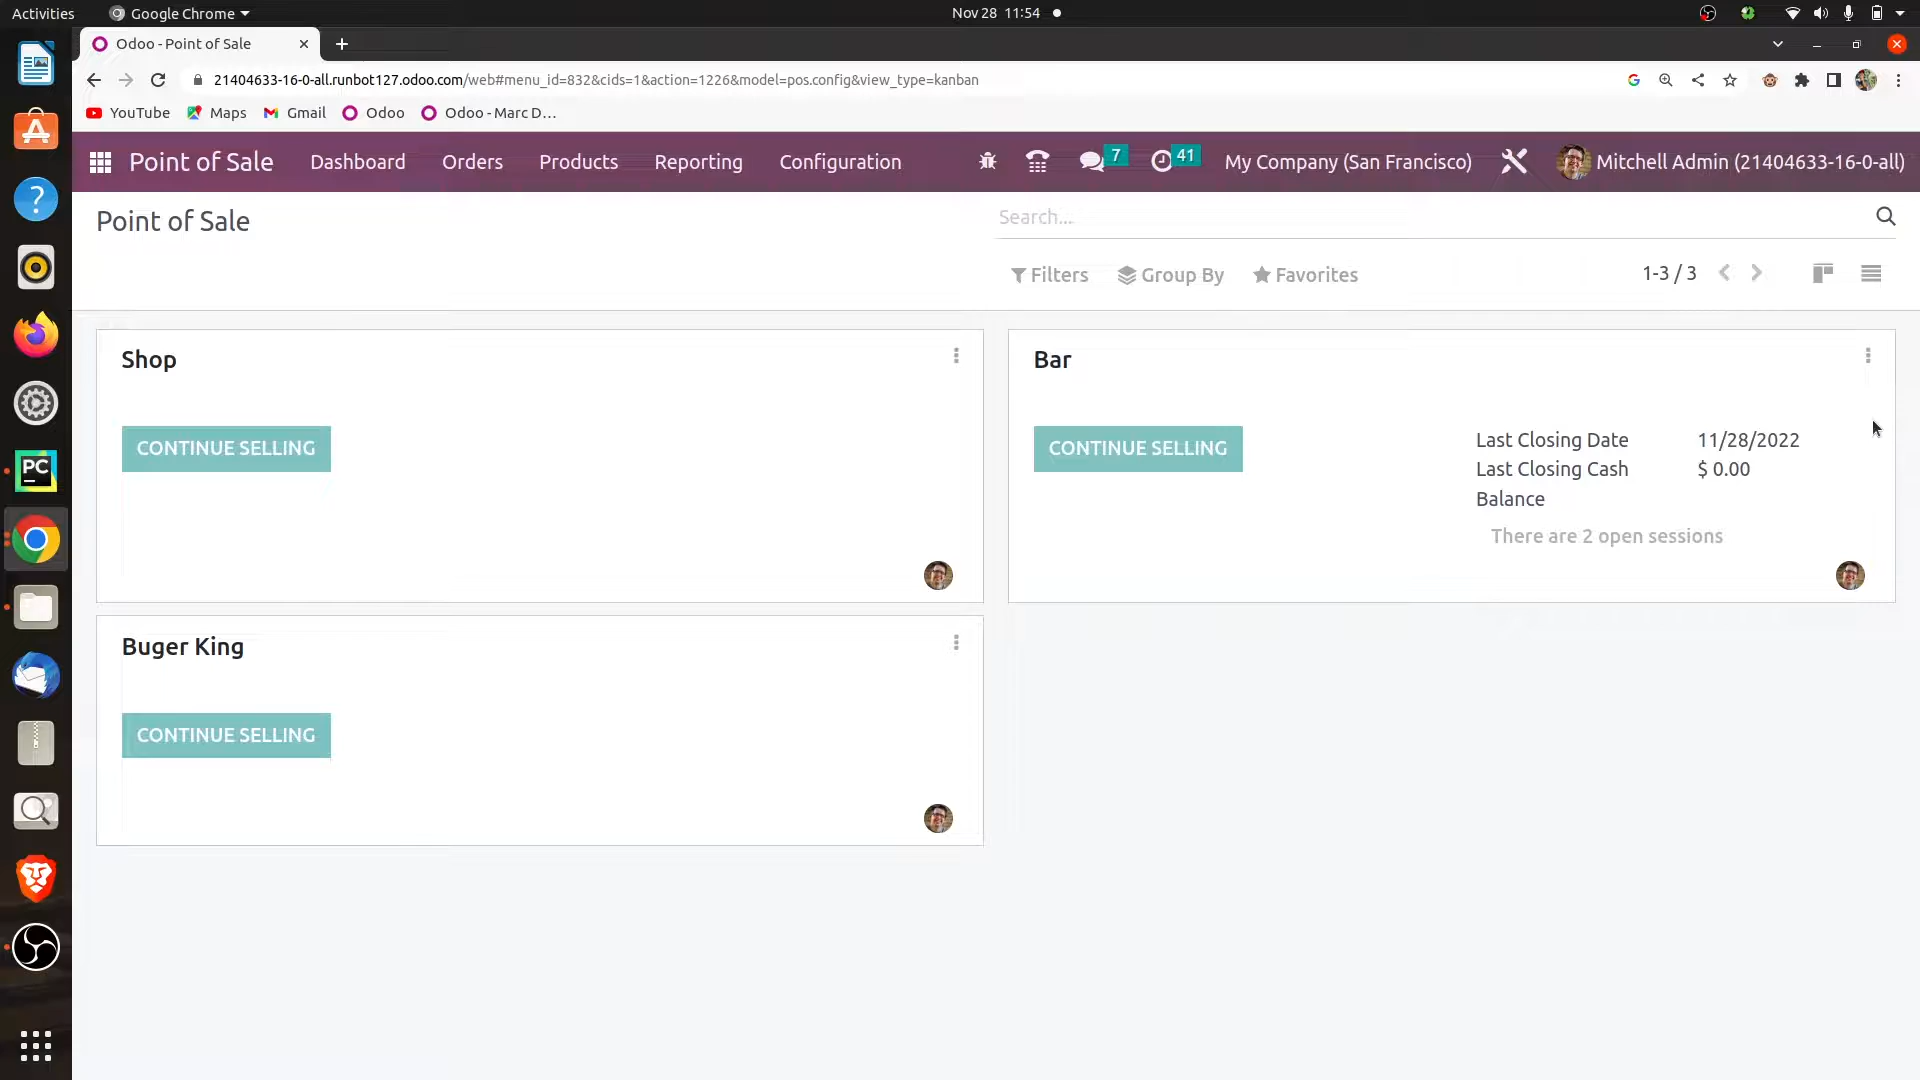 Activities
Google Chrome
Nov 28 11:54
Odoo - Point of Sale
21404633-16-0-all.runbot127.odoo.com/web#menu_id=832&cids=1&action=1226&model=pos.config&view_type=kanban
YouTube
Maps
Gmail
Odoo
Odoo - Marc D...
Point of Sale
Dashboard
Orders
Products
Reporting
Configuration
7
41
My Company (San Francisco)
Mitchell Admin (21404633-16-0-all)
Point of Sale
Search...
Filters
Group By
Favorites
1-3 / 3
Shop
CONTINUE SELLING
Bar
CONTINUE SELLING
Last Closing Date 11/28/2022
Last Closing Cash $ 0.00
Balance
There are 2 open sessions
Buger King
CONTINUE SELLING
PC